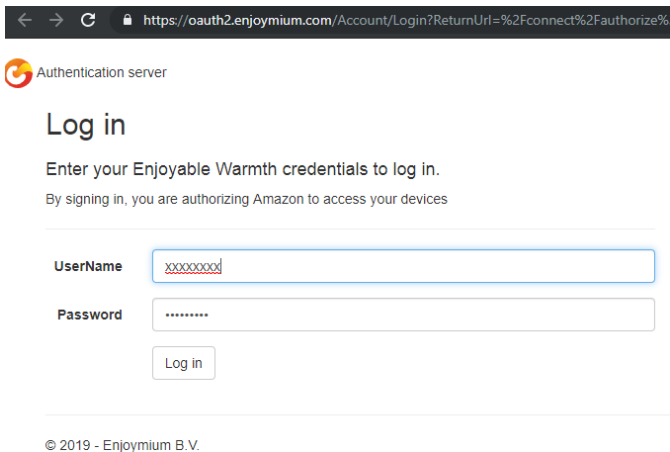 https://oauth2.enjoymium.com/Account/Login?ReturnUrl=%2Fconnect%2Fauthorize%
Authentication server
Log in
Enter your Enjoyable Warmth credentials to log in.
By signing in, you are authorizing Amazon to access your devices
UserName xxxxxxxx
Password •••••••••
Log in
© 2019 - Enjoymium B.V.